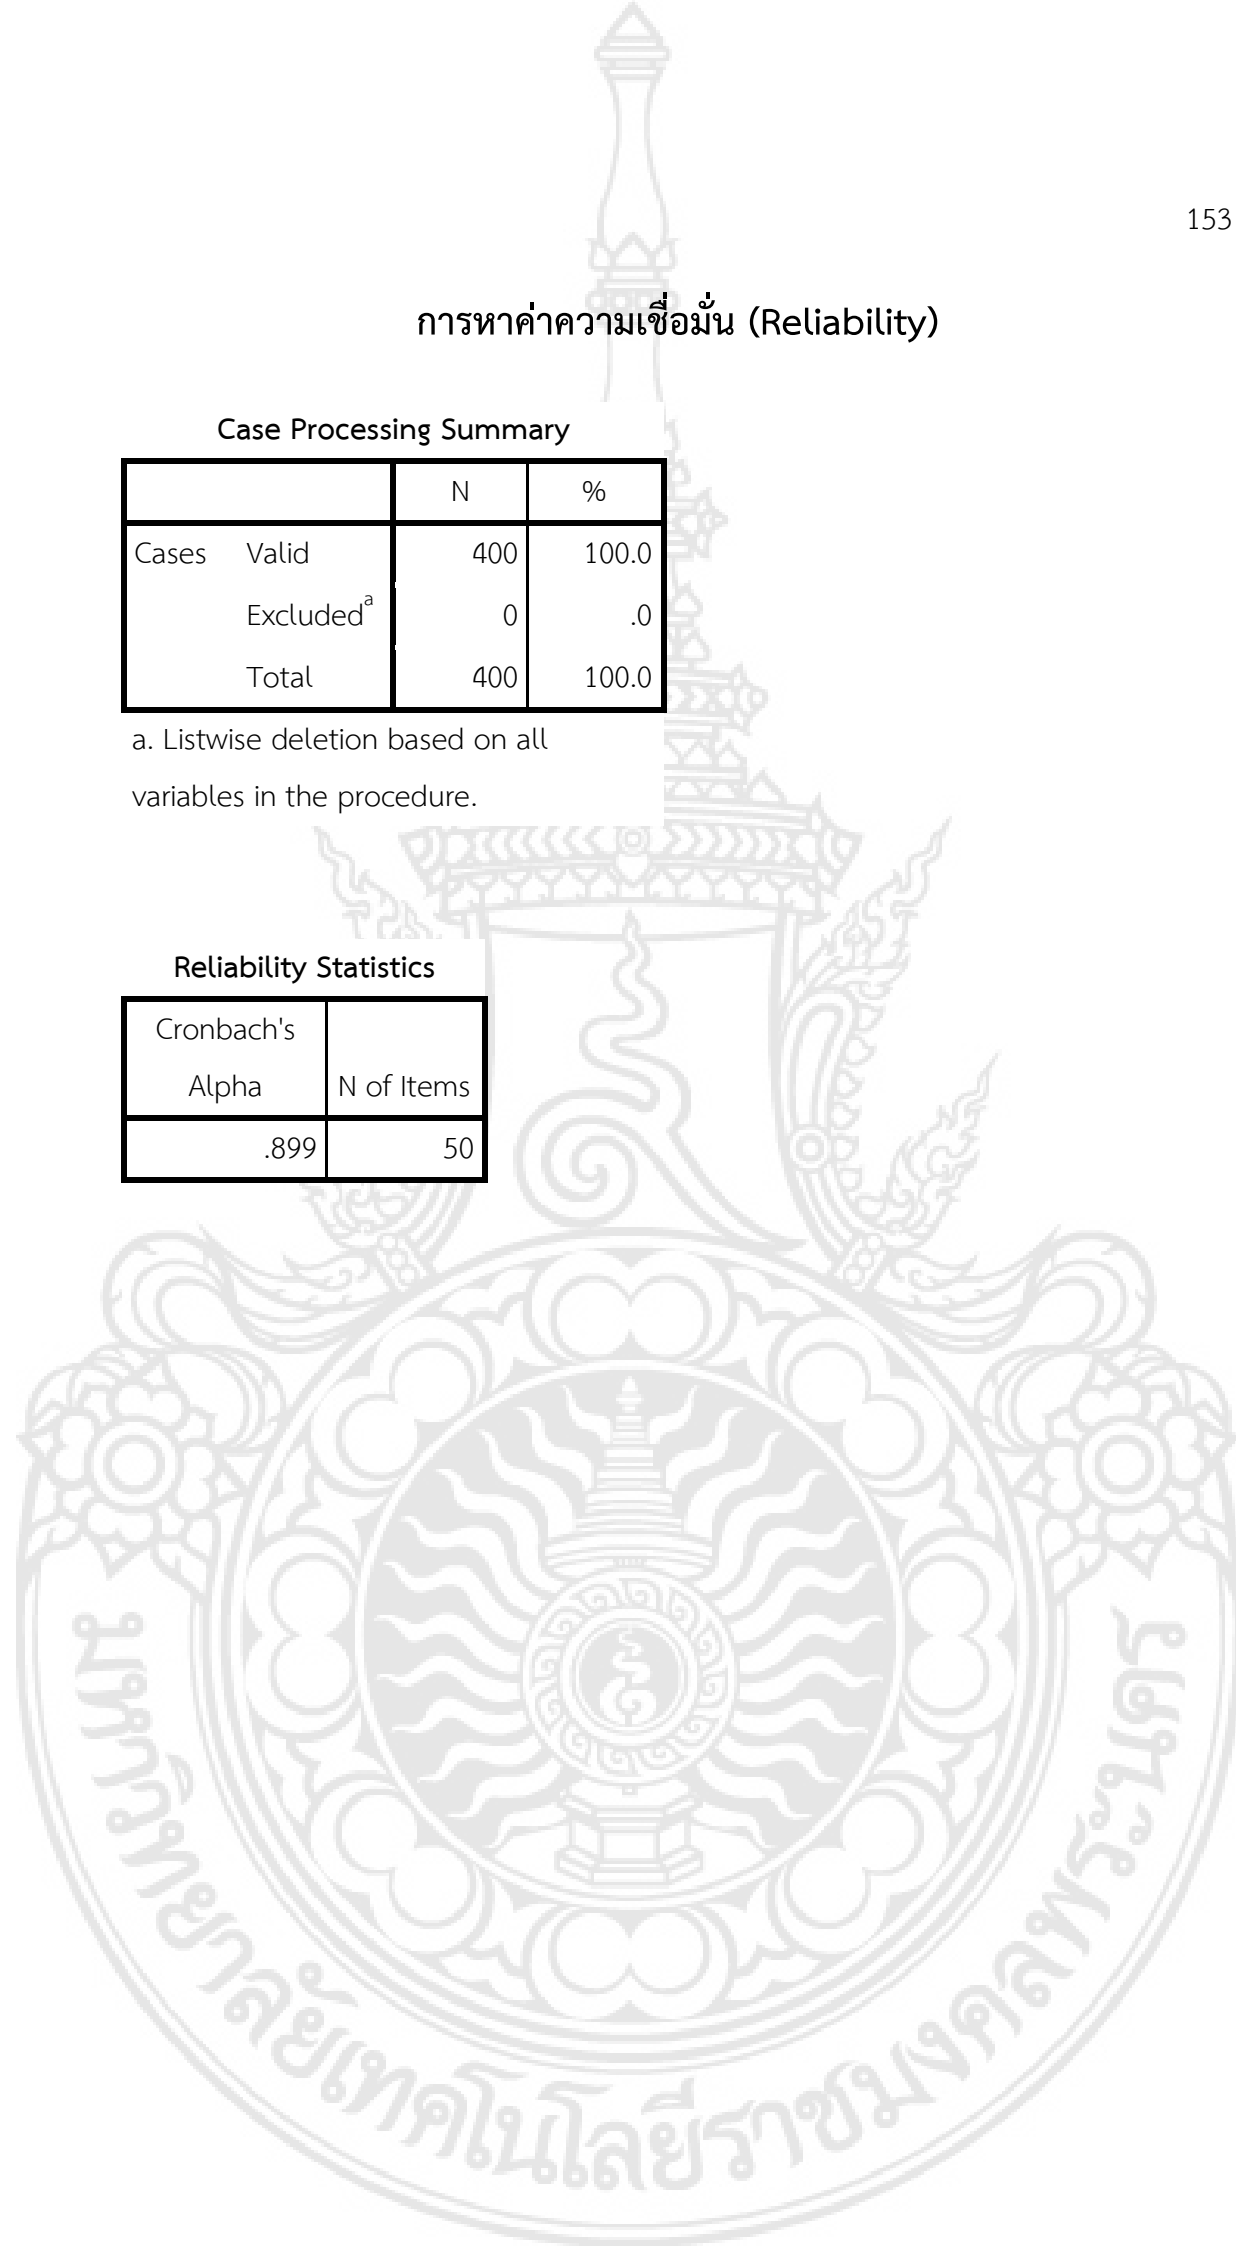 153
การหาค่าความเชื่อมั่น (Reliability)
Case Processing Summary
N %
Cases Valid 400 100.0
Excludedᵃ 0 .0
Total 400 100.0
a. Listwise deletion based on all
variables in the procedure.
Reliability Statistics
Cronbach's
Alpha N of Items
.899 50
มหาวิทยาลัยเทคโนโลยีราชมงคลพระนคร